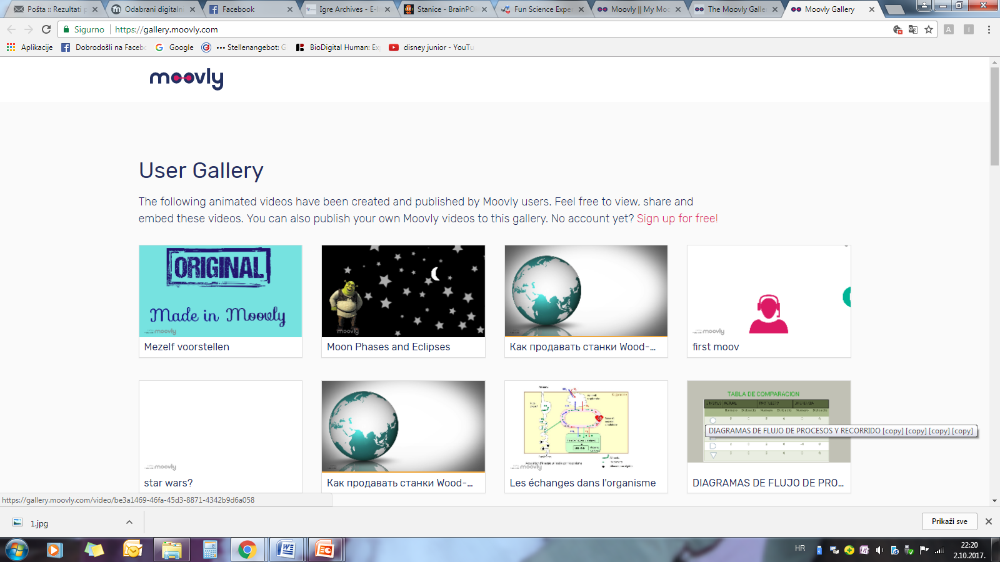 Pošta :: Rezultati p
Odabrani digitaln
Facebook
Igre Archives - E-
Stanice - BrainPO
Fun Science Exper
Moovly || My Moo
The Moovly Galle
Moovly Gallery
Sigurno
https://gallery.moovly.com
Aplikacije
Dobrodošli na Facebo
Google
••• Stellenangebot: G
BioDigital Human: Ex
disney junior - YouTu
moovly
User Gallery
The following animated videos have been created and published by Moovly users. Feel free to view, share and
embed these videos. You can also publish your own Moovly videos to this gallery. No account yet? Sign up for free!
ORIGINAL
Made in Moovly
moovly
Mezelf voorstellen
moovly
Moon Phases and Eclipses
Как продавать станки Wood-...
moovly
first moov
moovly
star wars?
Как продавать станки Wood-...
moovly
Les échanges dans l'organisme
TABLA DE COMPARACION
DIAGRAMAS DE FLUJO DE PROCESOS Y RECORRIDO [copy] [copy] [copy] [copy]
DIAGRAMAS DE FLUJO DE PRO...
https://gallery.moovly.com/video/be3a1469-46fa-45d3-8871-4342b9d6a058
1.jpg
Prikaži sve
HR
22:20
2.10.2017.